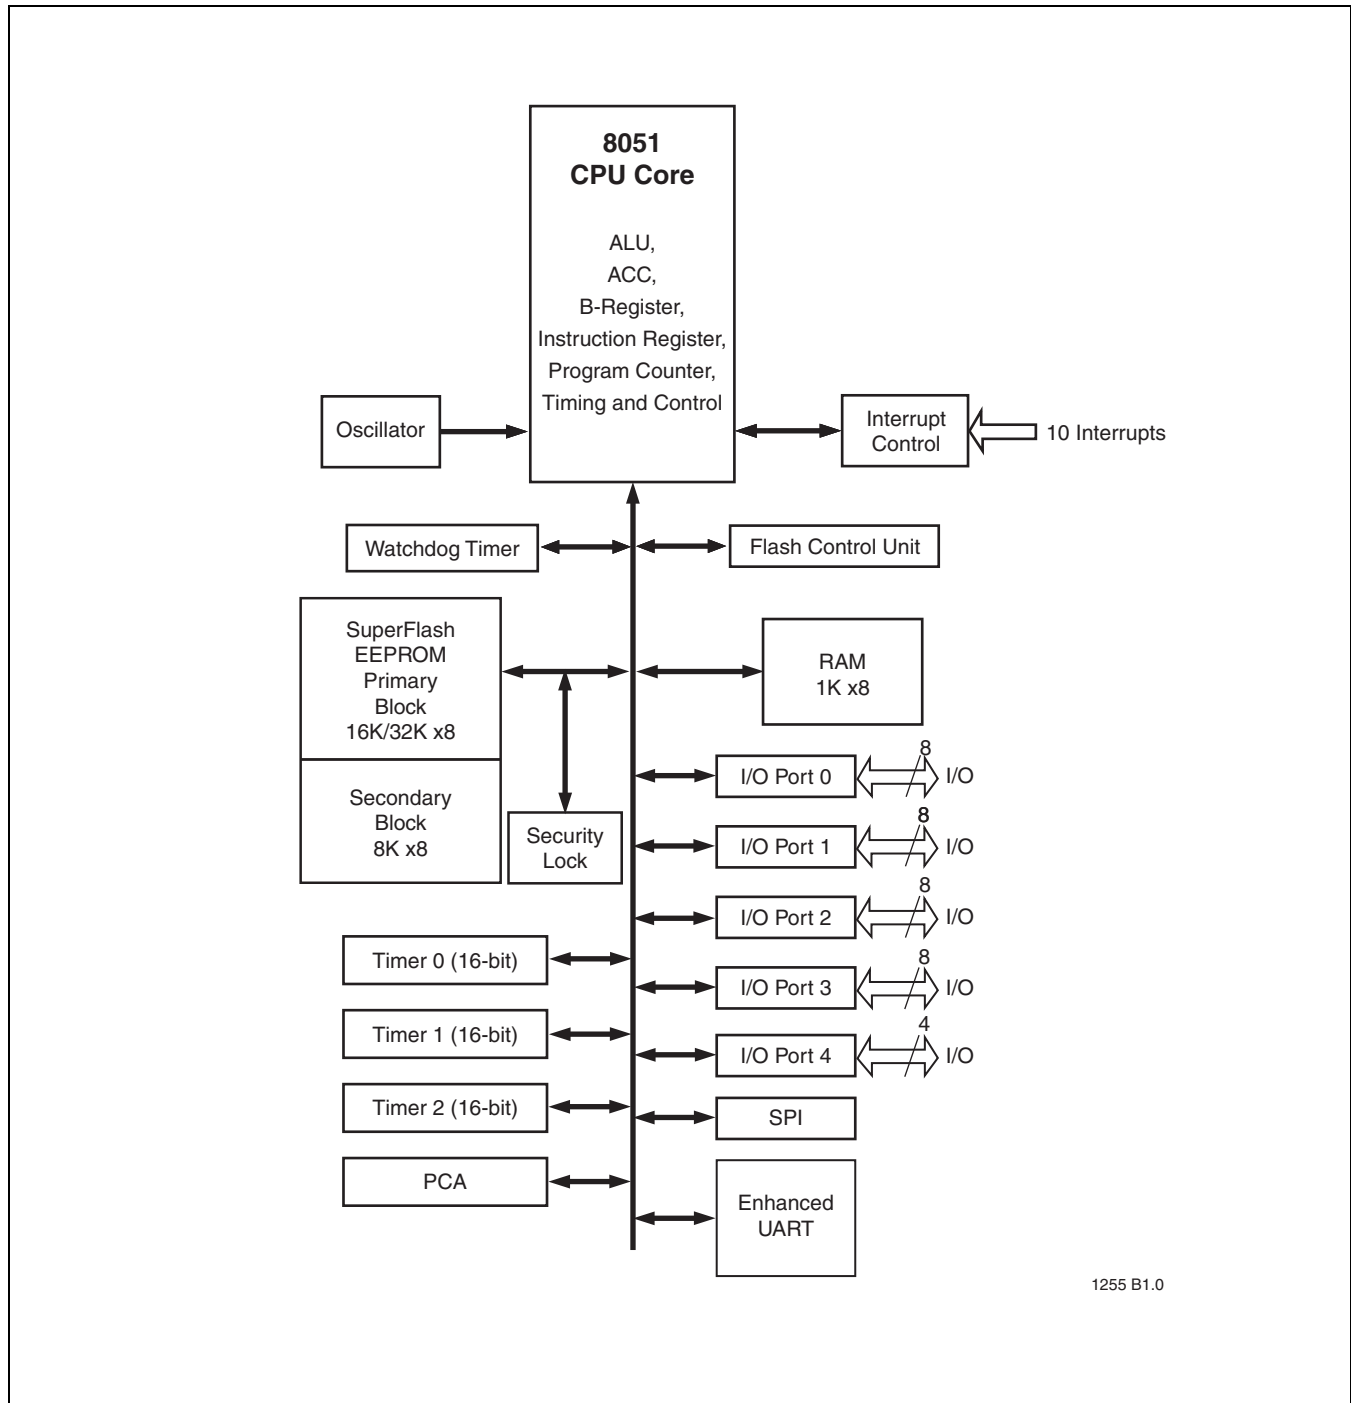 8051
CPU Core
ALU,
ACC,
B-Register,
Instruction Register,
Program Counter,
Timing and Control
Oscillator
Interrupt
Control
10 Interrupts
Watchdog Timer
Flash Control Unit
SuperFlash
EEPROM
Primary
Block
16K/32K x8
RAM
1K x8
Secondary
Block
8K x8
Security
Lock
I/O Port 0
8
I/O
I/O Port 1
8
I/O
I/O Port 2
8
I/O
I/O Port 3
8
I/O
I/O Port 4
4
I/O
Timer 0 (16-bit)
Timer 1 (16-bit)
Timer 2 (16-bit)
PCA
SPI
Enhanced
UART
1255 B1.0